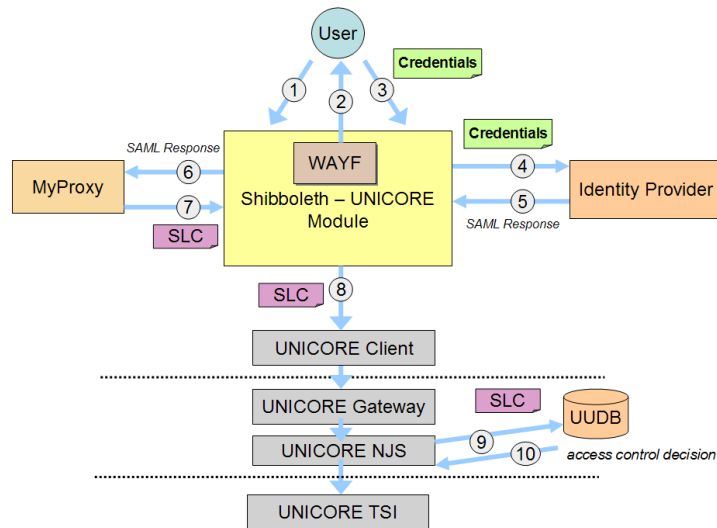 User
Credentials
1
2
3
Credentials
SAML Response
WAYF
6
4
MyProxy
Shibboleth – UNICORE
Module
Identity Provider
7
5
SAML Response
SLC
SLC
8
UNICORE Client
UNICORE Gateway
SLC
UUDB
UNICORE NJS
9
10
access control decision
UNICORE TSI